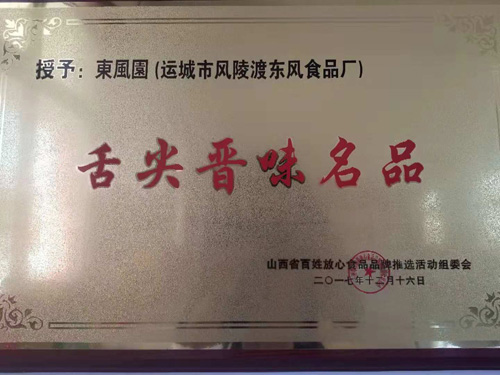 授予：東風園(运城市风陵渡东风食品厂)
舌尖晋味名品
山西省百姓放心食品品牌推选活动组委会
二〇一七年十二月十六日